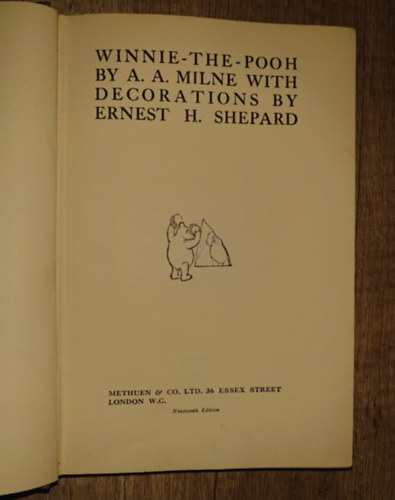 WINNIE-THE-POOH
BY A. A. MILNE WITH
DECORATIONS BY
ERNEST H. SHEPARD
METHUEN & CO. LTD. 36 ESSEX STREET
LONDON W.C.
Nineteenth Edition